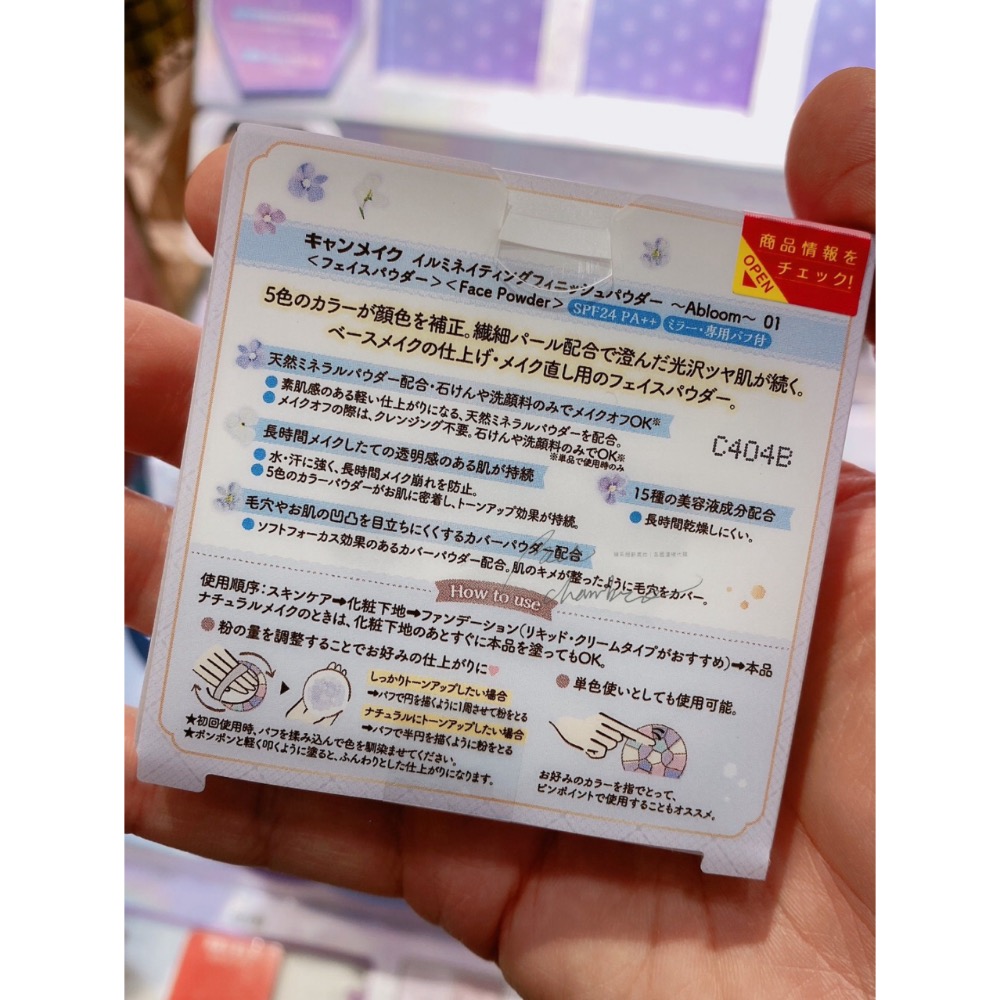 商品情報を
チェック!
OPEN
キャンメイク イルミネイティングフィニッシュパウダー ~Abloom~ 01
<フェイスパウダー><Face Powder> SPF24 PA++ ミラー・専用パフ付
5色のカラーが顔色を補正。繊細パール配合で澄んだ光沢ツヤ肌が続く。
ベースメイクの仕上げ・メイク直し用のフェイスパウダー。
天然ミネラルパウダー配合・石けんや洗顔料のみでメイクオフOK※
素肌感のある軽い仕上がりになる、天然ミネラルパウダーを配合。
メイクオフの際は、クレンジング不要。石けんや洗顔料のみでOK※
※単品で使用時のみ
C404B
長時間メイクしたての透明感のある肌が持続
水・汗に強く、長時間メイク崩れを防止。
5色のカラーパウダーがお肌に密着し、トーンアップ効果が持続。
15種の美容液成分配合
長時間乾燥しにくい。
毛穴やお肌の凹凸を目立ちにくくするカバーパウダー配合
ソフトフォーカス効果のあるカバーパウダー配合。肌のキメが整ったように毛穴をカバー。
How to use
使用順序:スキンケア➡化粧下地➡ファンデーション(リキッド・クリームタイプがおすすめ)➡本品
ナチュラルメイクのときは、化粧下地のあとすぐに本品を塗ってもOK。
粉の量を調整することでお好みの仕上がりに
しっかりトーンアップしたい場合
➡パフで円を描くように1周させて粉をとる
ナチュラルにトーンアップしたい場合
➡パフで半円を描くように粉をとる
★初回使用時、パフを揉み込んで色を馴染ませてください。
★ポンポンと軽く叩くように塗ると、ふんわりとした仕上がりになります。
単色使いとしても使用可能。
お好みのカラーを指でとって、
ピンポイントで使用することもオススメ。